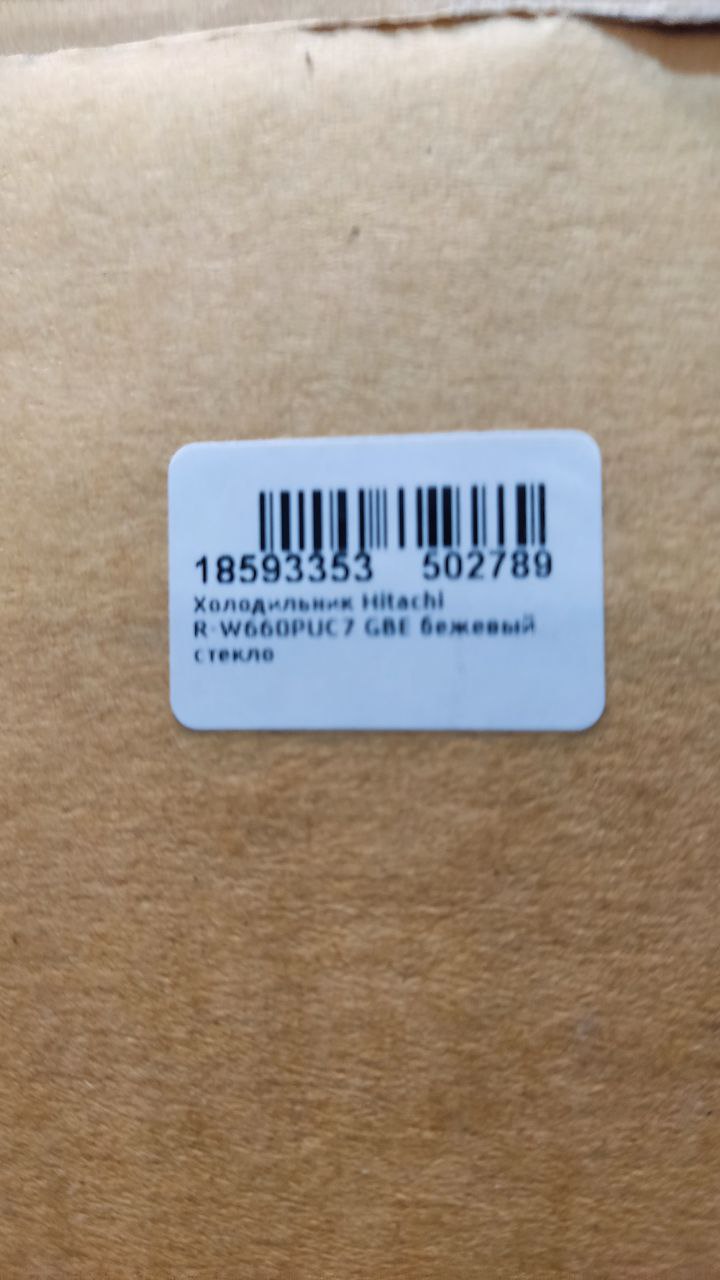 18593353 502789
Холодильник Hitachi
R-W660PUC7 GBE бежевый
стекло